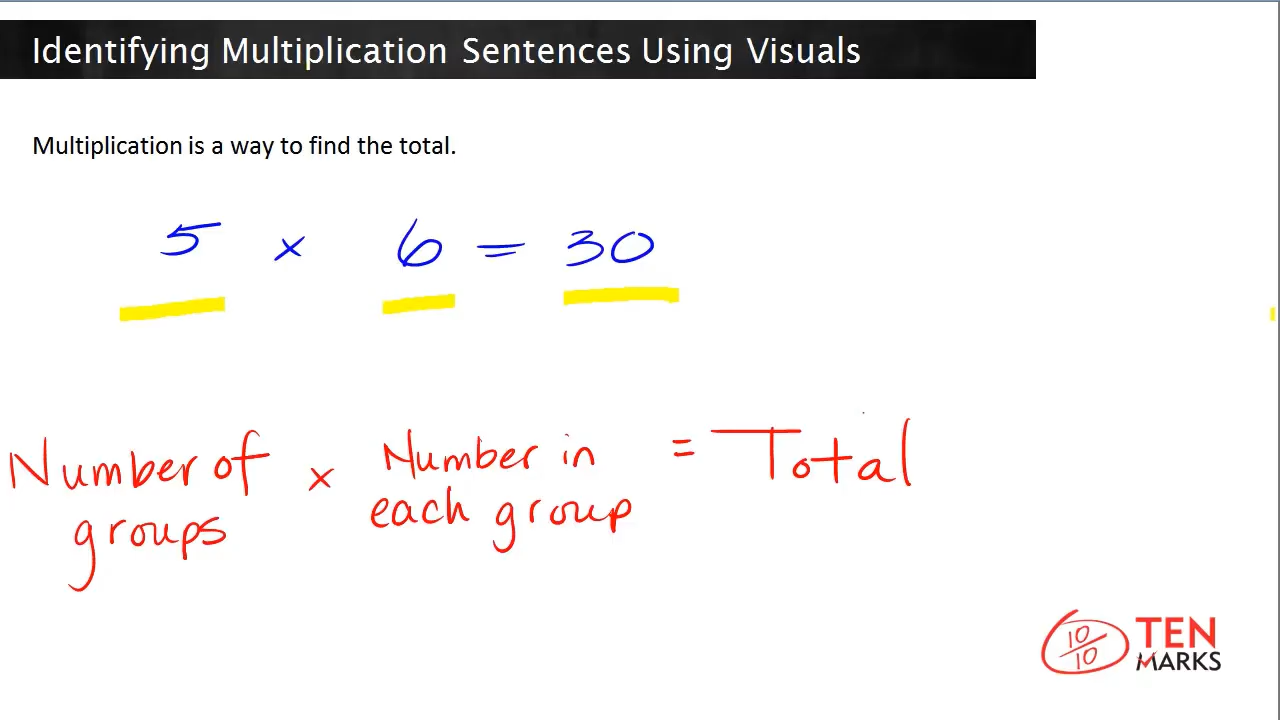 Identifying Multiplication Sentences Using Visuals
Multiplication is a way to find the total.
5 × 6 = 30
Number of × Number in = Total
groups each group
10/10 TEN
MARKS